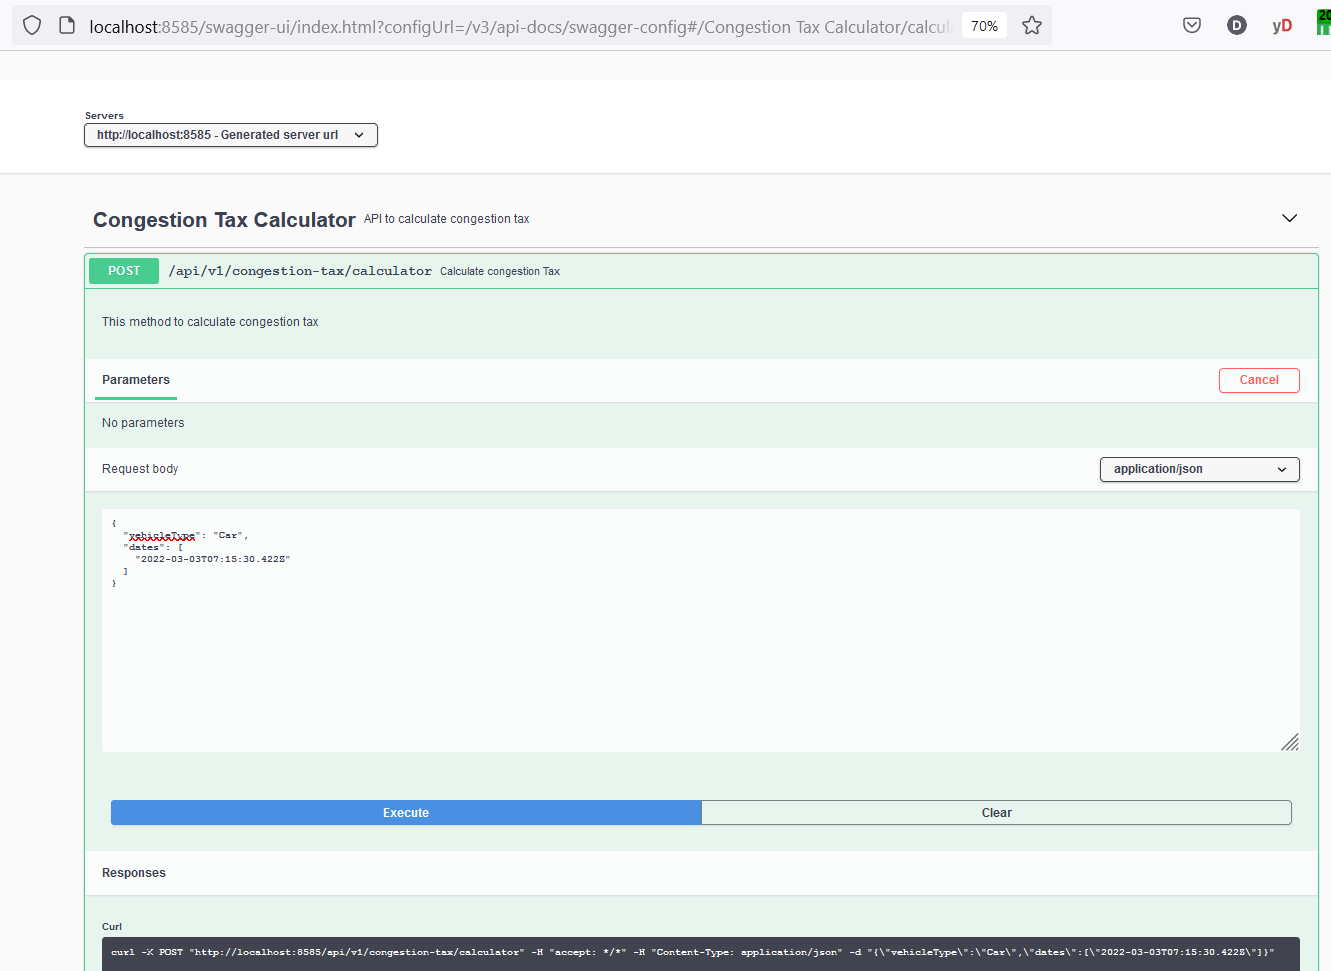 localhost:8585/swagger-ui/index.html?configUrl=/v3/api-docs/swagger-config#/Congestion Tax Calculator/calcul
70%
D
yD
20
Servers
http://localhost:8585 - Generated server url
Congestion Tax Calculator API to calculate congestion tax
POST /api/v1/congestion-tax/calculator Calculate congestion Tax
This method to calculate congestion tax
Parameters
Cancel
No parameters
Request body
application/json
{
"vehicleType": "Car",
"dates": [
"2022-03-03T07:15:30.422Z"
]
}
Execute
Clear
Responses
Curl
curl -X POST "http://localhost:8585/api/v1/congestion-tax/calculator" -H "accept: */*" -H "Content-Type: application/json" -d "{\"vehicleType\":\"Car\",\"dates\":[\"2022-03-03T07:15:30.422Z\"]}"